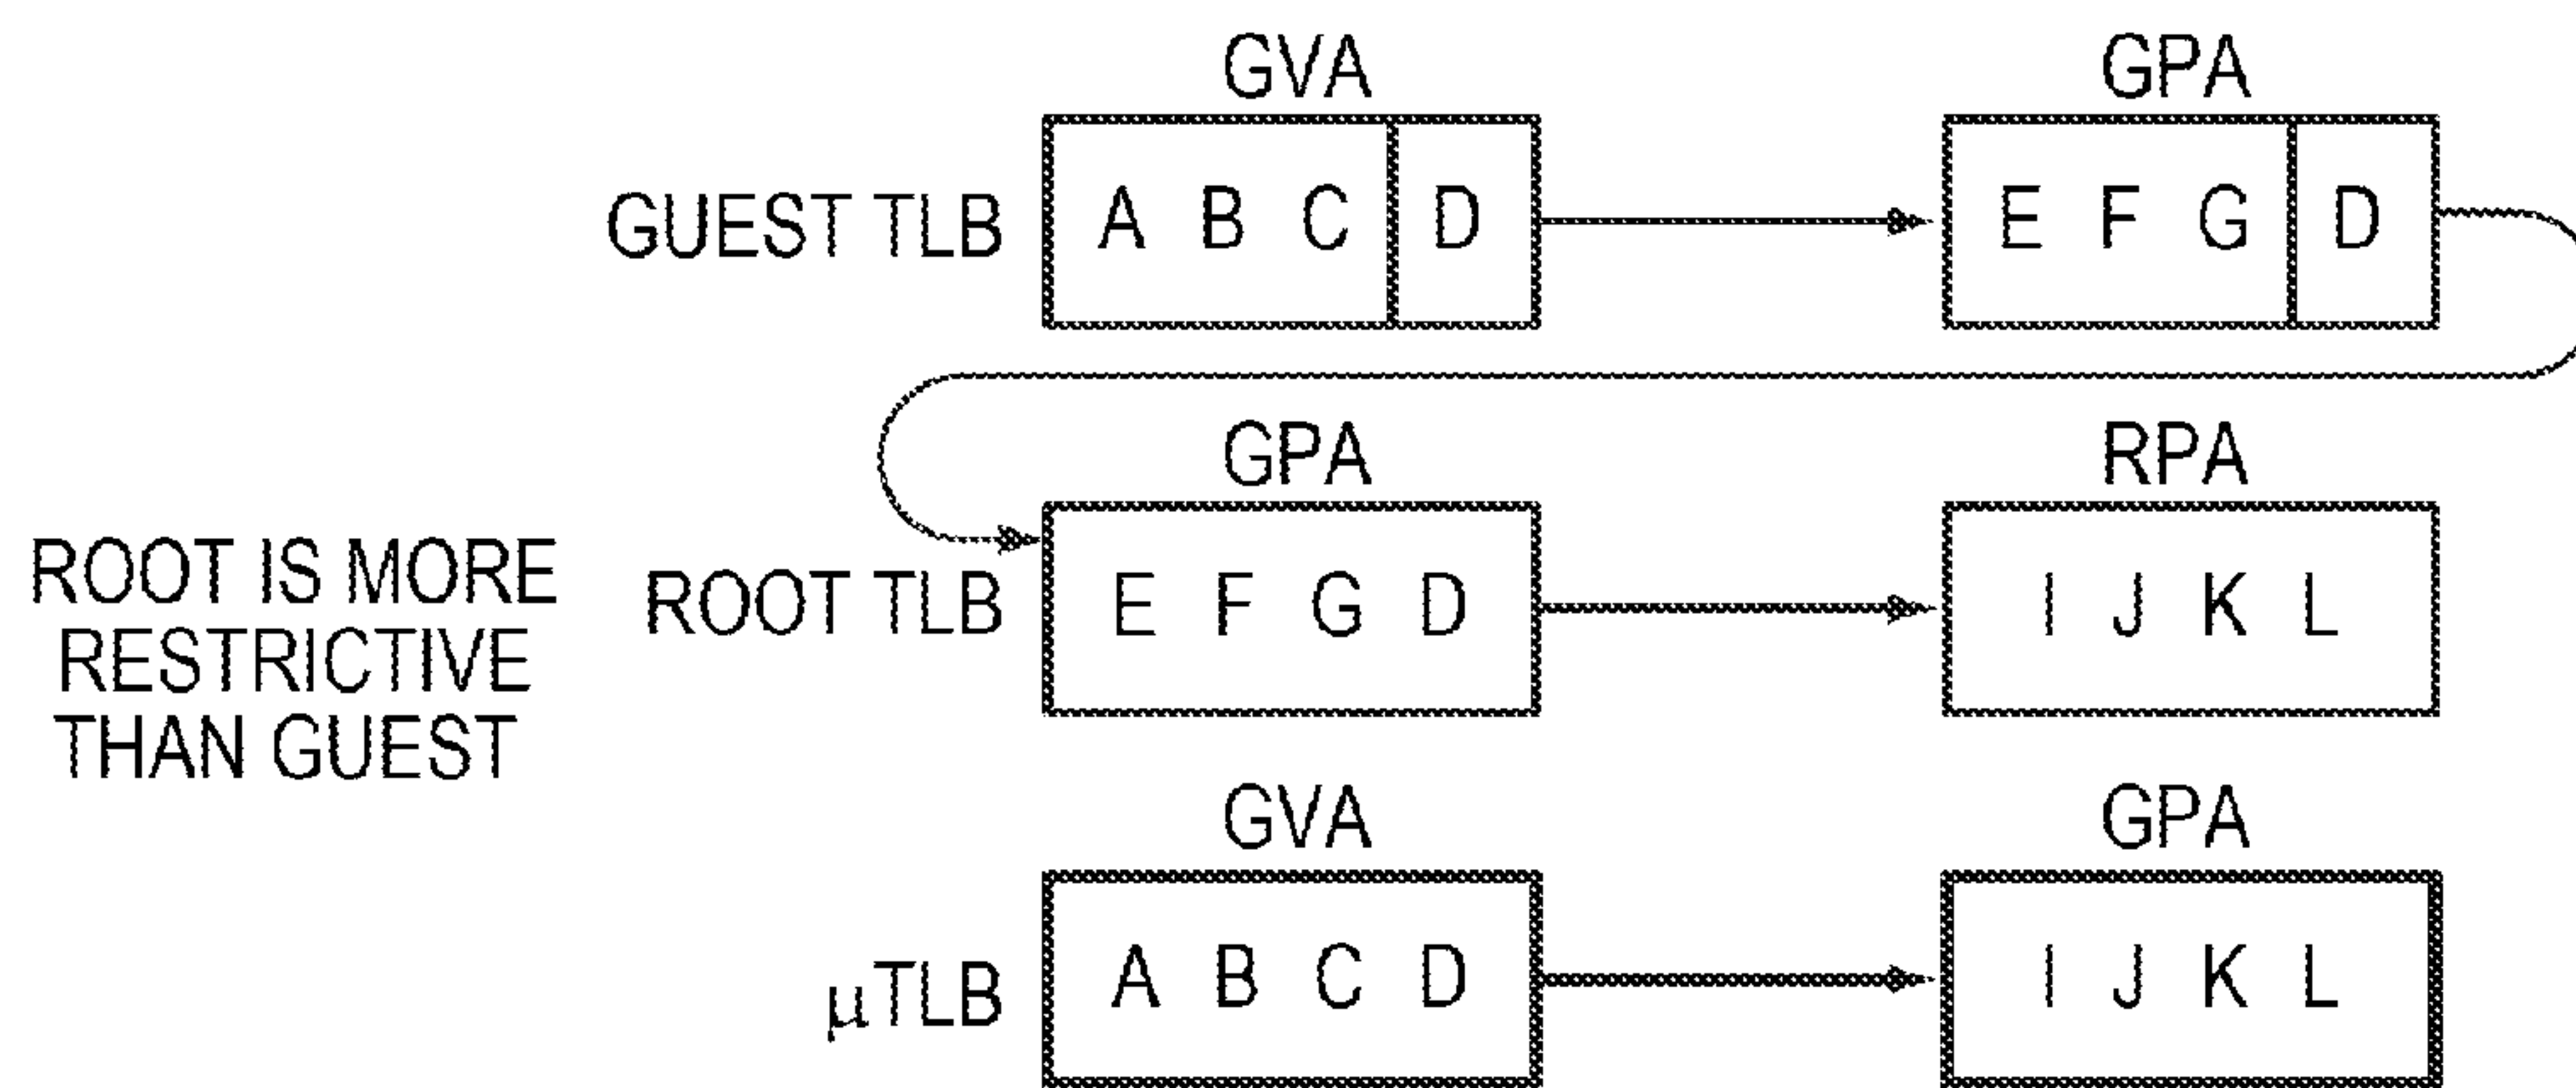 GVA GPA
GUEST TLB A B C D E F G D
GPA RPA
ROOT IS MORE
RESTRICTIVE
THAN GUEST
ROOT TLB E F G D I J K L
GVA GPA
μTLB A B C D I J K L